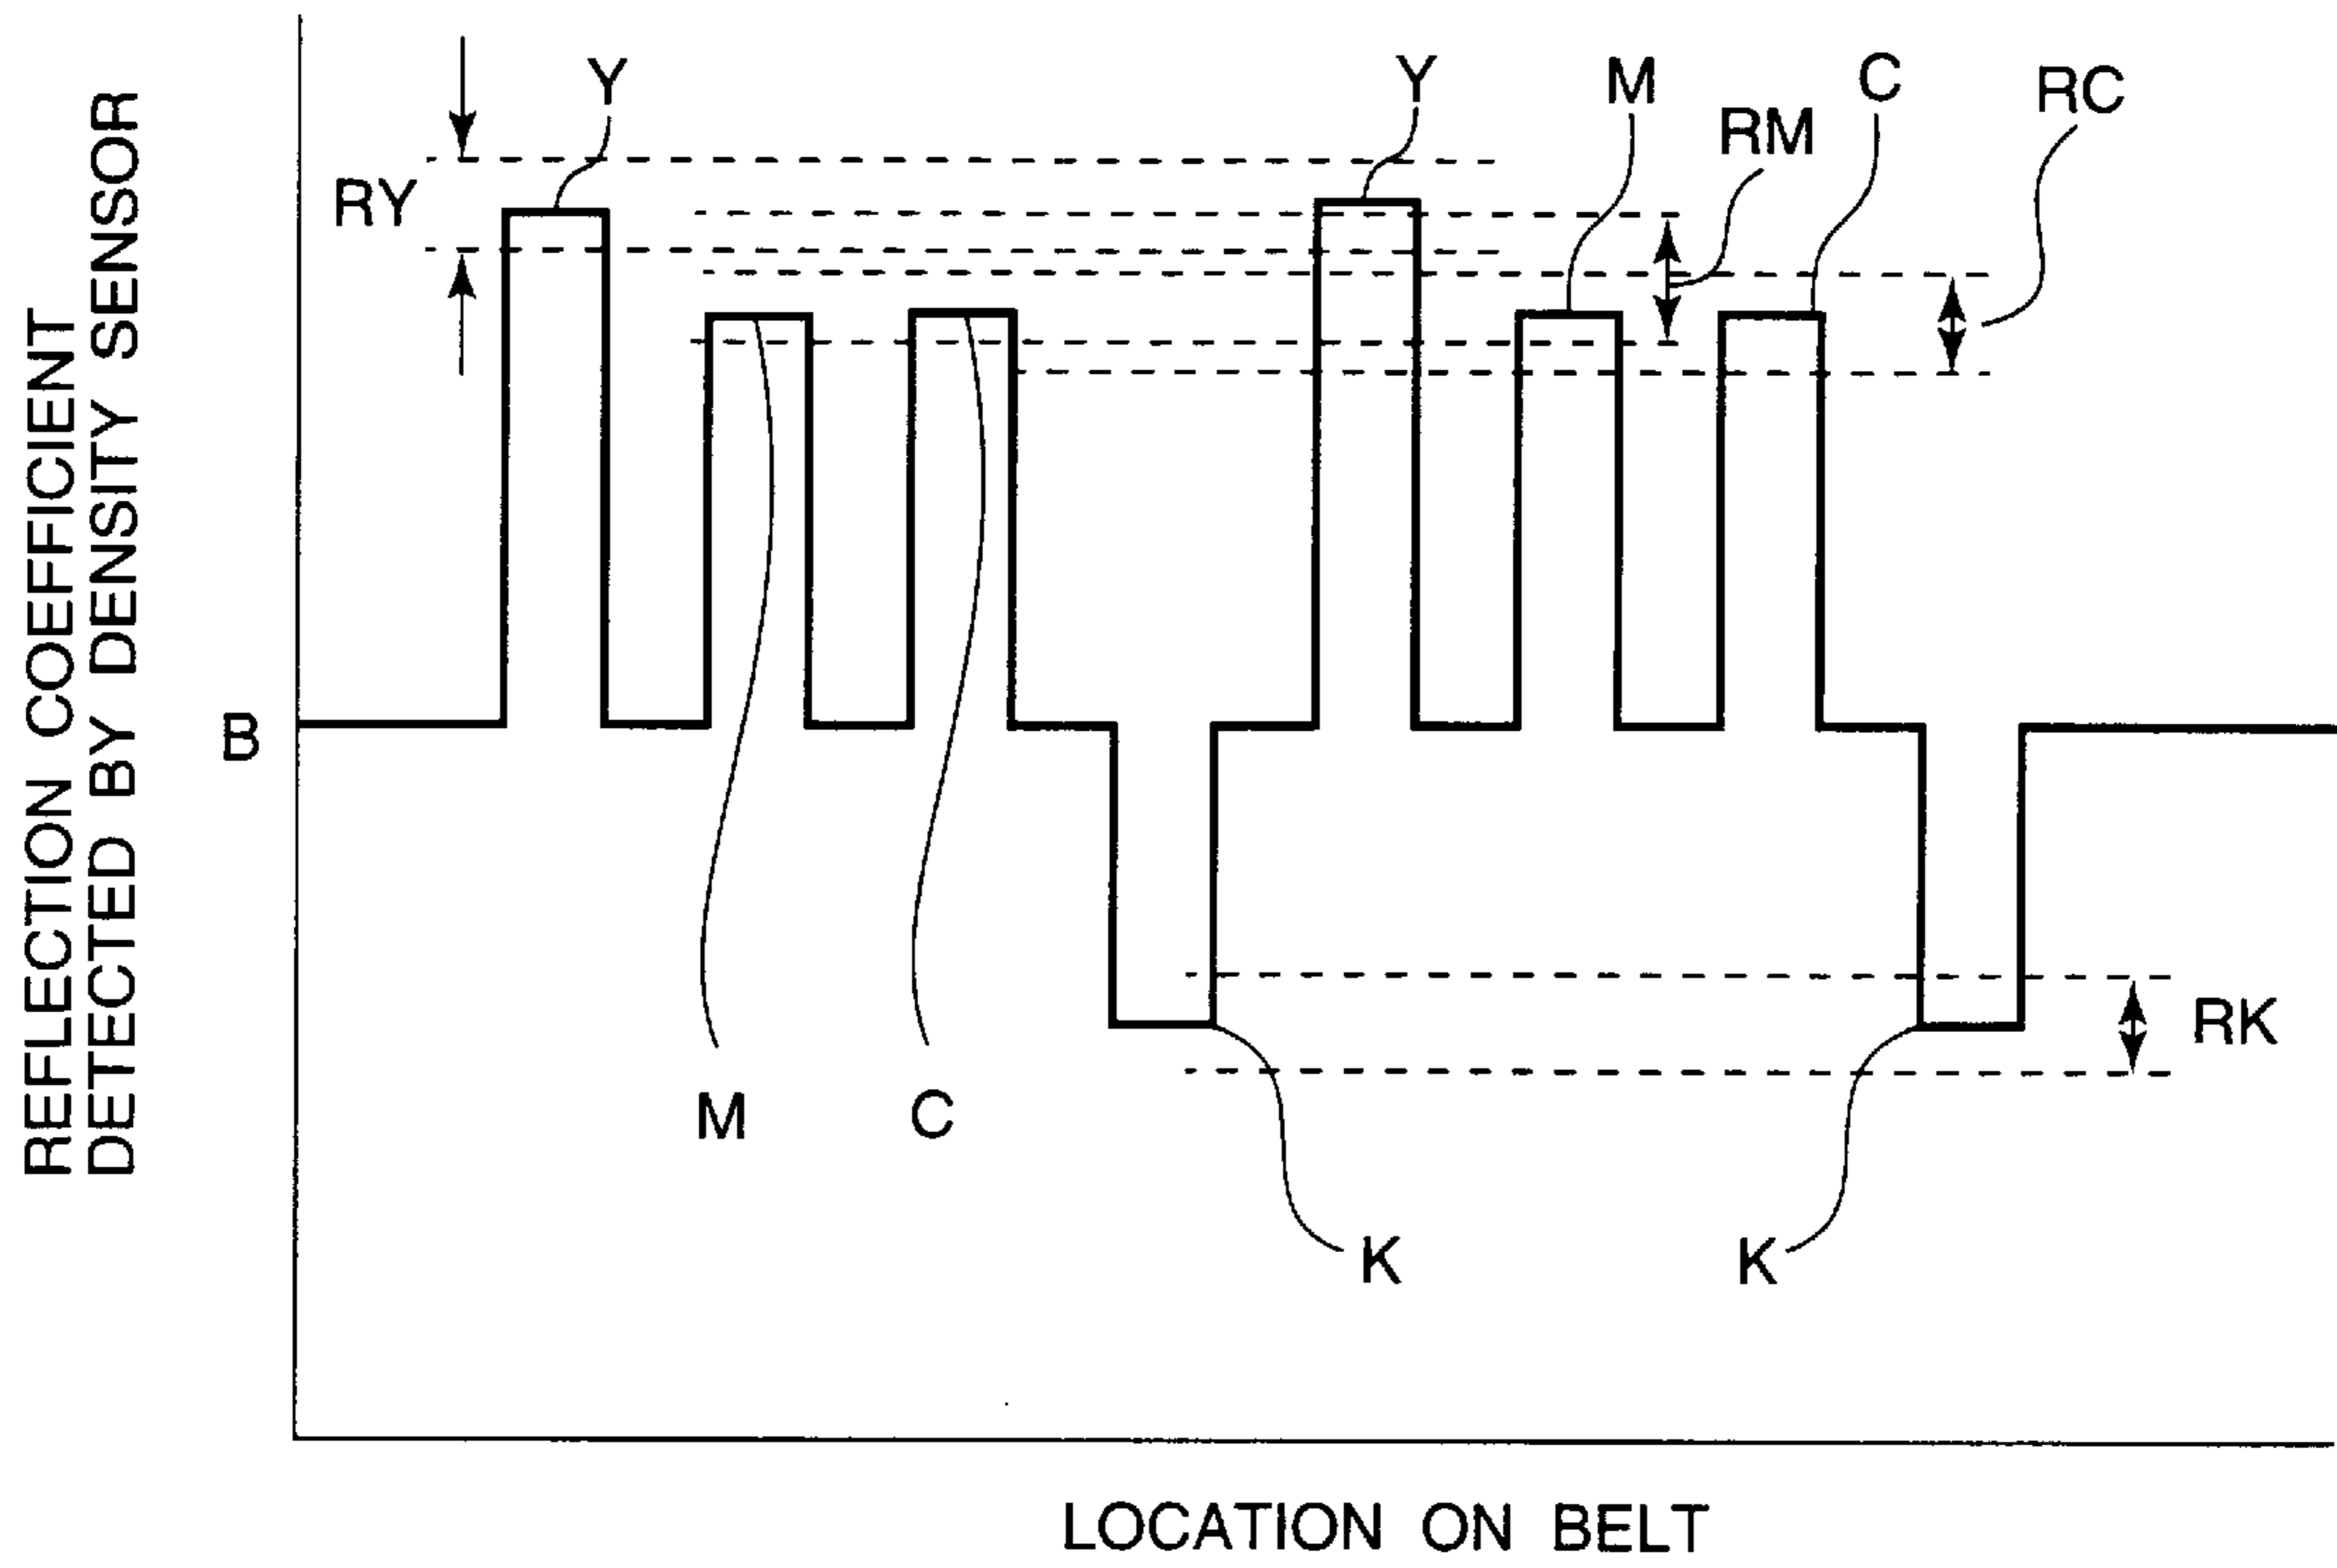 REFLECTION COEFFICIENT
DETECTED BY DENSITY SENSOR
Y
Y
M
C
RC
RM
RY
B
RK
M
C
K
K
LOCATION ON BELT